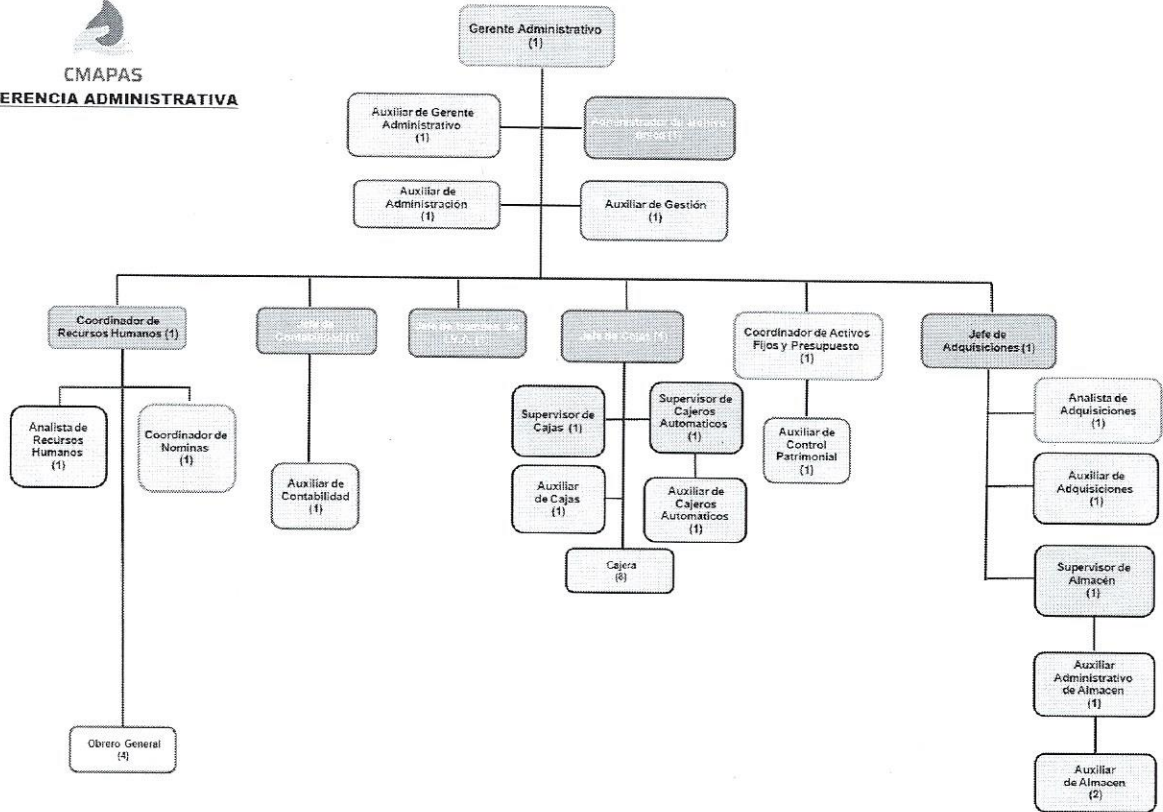 CMAPAS
ERENCIA ADMINISTRATIVA
Gerente Administrativo
(1)
Auxiliar de Gerente
Administrativo
(1)
Administrador de
(1)
Auxiliar de
Administración
(1)
Auxiliar de Gestión
(1)
Coordinador de
Recursos Humanos (1)
Jefe de
Contabilidad (1)
Jefe de
Jefe de Cajas
Coordinador de Activos
Fijos y Presupuesto
(1)
Jefe de
Adquisiciones (1)
Analista de
Recursos
Humanos
(1)
Coordinador de
Nominas
(1)
Auxiliar de
Contabilidad
(1)
Supervisor de
Cajas (1)
Supervisor de
Cajeros
Automaticos
(1)
Auxiliar
de Cajas
(1)
Auxiliar de
Cajeros
Automaticos
(1)
Cajera
(8)
Auxiliar de
Control
Patrimonial
(1)
Analista de
Adquisiciones
(1)
Auxiliar de
Adquisiciones
(1)
Supervisor de
Almacén
(1)
Auxiliar
Administrativo
de Almacen
(1)
Auxiliar
de Almacen
(2)
Obrero General
(4)